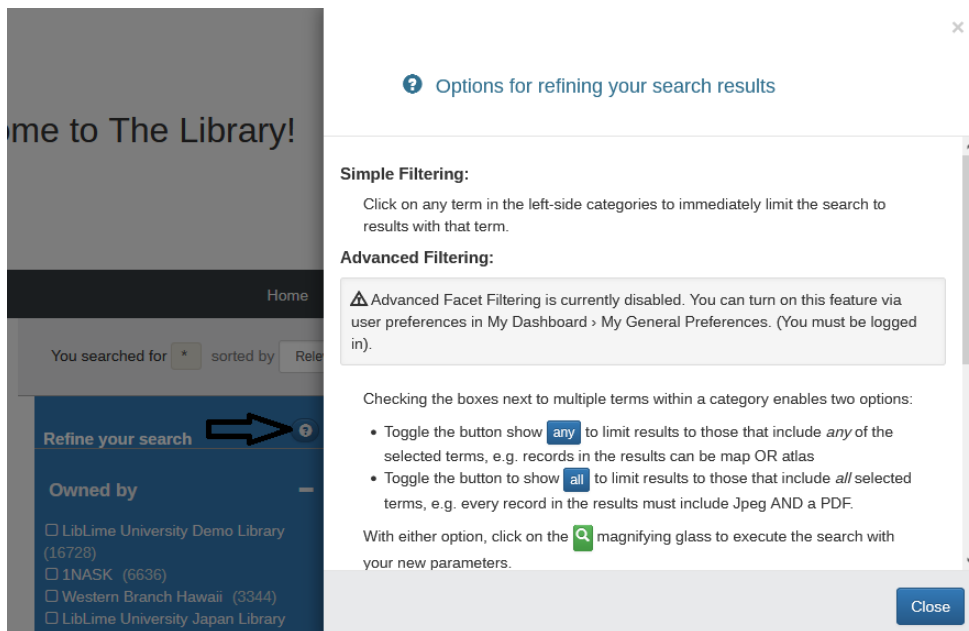 ×
? Options for refining your search results
ome to The Library!
Simple Filtering:
Click on any term in the left-side categories to immediately limit the search to
results with that term.
Advanced Filtering:
Advanced Facet Filtering is currently disabled. You can turn on this feature via
user preferences in My Dashboard › My General Preferences. (You must be logged
in).
Home
You searched for * sorted by Rele
Checking the boxes next to multiple terms within a category enables two options:
• Toggle the button show any to limit results to those that include any of the
selected terms, e.g. records in the results can be map OR atlas
• Toggle the button to show all to limit results to those that include all selected
terms, e.g. every record in the results must include Jpeg AND a PDF.
With either option, click on the magnifying glass to execute the search with
your new parameters.
Close
Refine your search ?
Owned by
LibLime University Demo Library
(16728)
1NASK (6636)
Western Branch Hawaii (3344)
LibLime University Japan Library